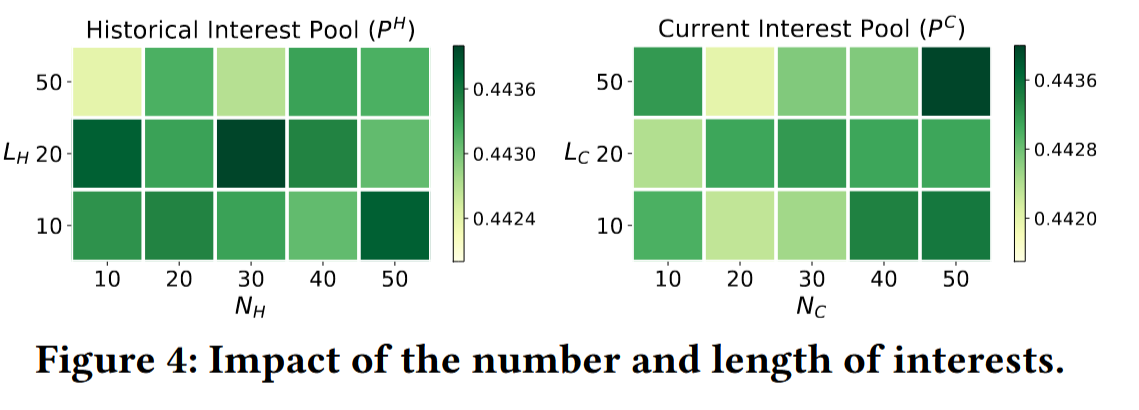 Historical Interest Pool (P^H)
50
L_H 20
10
10 20 30 40 50
N_H
0.4436
0.4430
0.4424
Current Interest Pool (P^C)
50
L_C 20
10
10 20 30 40 50
N_C
0.4436
0.4428
0.4420
Figure 4: Impact of the number and length of interests.